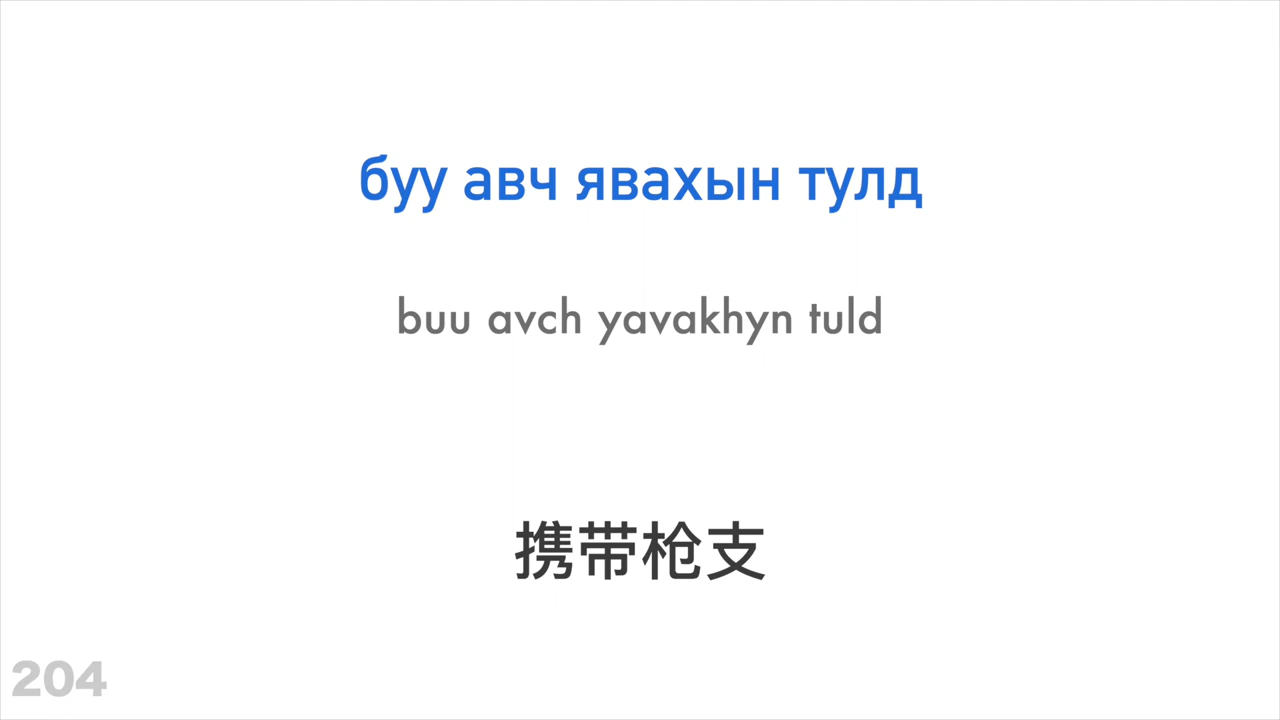 буу авч явахын тулд
buu avch yavakhyn tuld
携带枪支
204